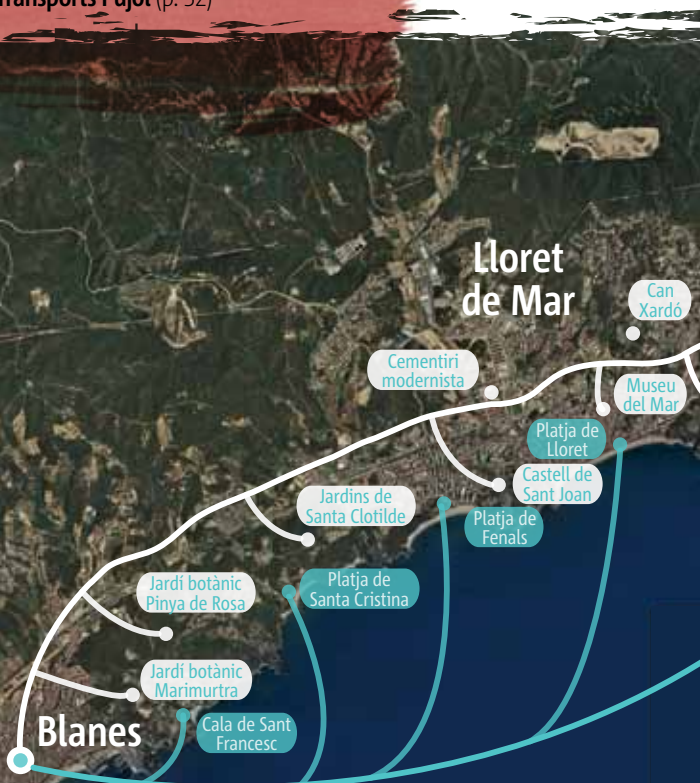 Transports Pujol (p. 52)
Lloret
de Mar
Can
Xardó
Cementiri
modernista
Museu
del Mar
Platja de
Lloret
Castell de
Sant Joan
Jardins de
Santa Clotilde
Platja de
Fenals
Jardí botànic
Pinya de Rosa
Platja de
Santa Cristina
Jardí botànic
Marimurtra
Blanes
Cala de Sant
Francesc